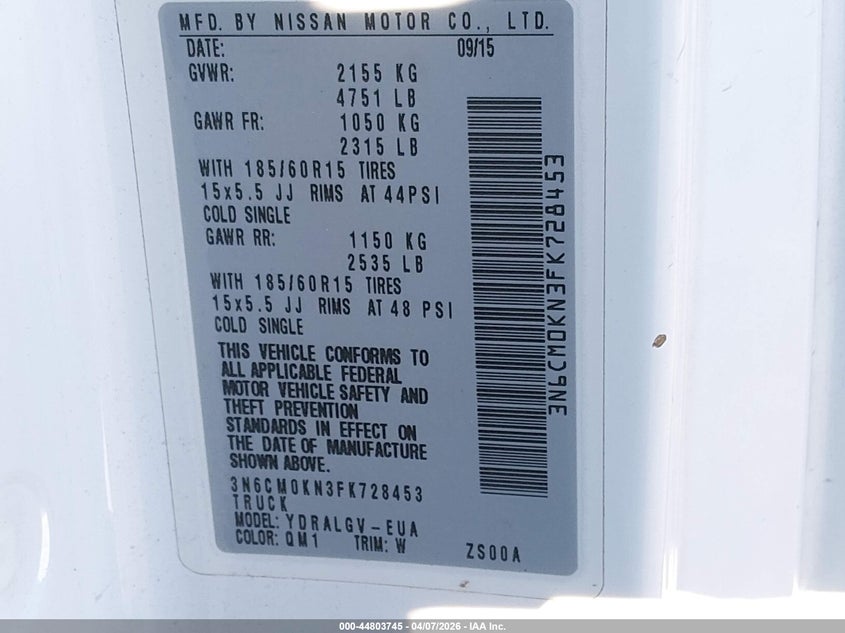 MFD. BY NISSAN MOTOR CO., LTD.
DATE: 09/15
GVWR: 2155 KG
4751 LB
GAWR FR: 1050 KG
2315 LB
WITH 185/60R15 TIRES
15x5.5 JJ RIMS AT 44PSI
COLD SINGLE
GAWR RR: 1150 KG
2535 LB
WITH 185/60R15 TIRES
15x5.5 JJ RIMS AT 48 PSI
COLD SINGLE
THIS VEHICLE CONFORMS TO
ALL APPLICABLE FEDERAL
MOTOR VEHICLE SAFETY AND
THEFT PREVENTION
STANDARDS IN EFFECT ON
THE DATE OF MANUFACTURE
SHOWN ABOVE.
3N6CM0KN3FK728453
TRUCK
MODEL: YDRALGV-EUA
COLOR: QM1 TRIM: W ZS00A
3N6CM0KN3FK728453
000-44803745 - 04/07/2026 - IAA Inc.